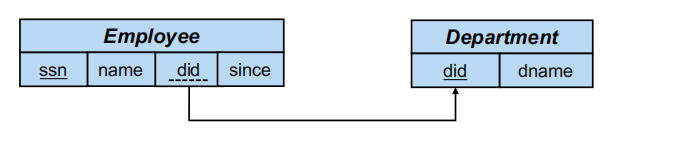 Employee
ssn name did since
Department
did dname